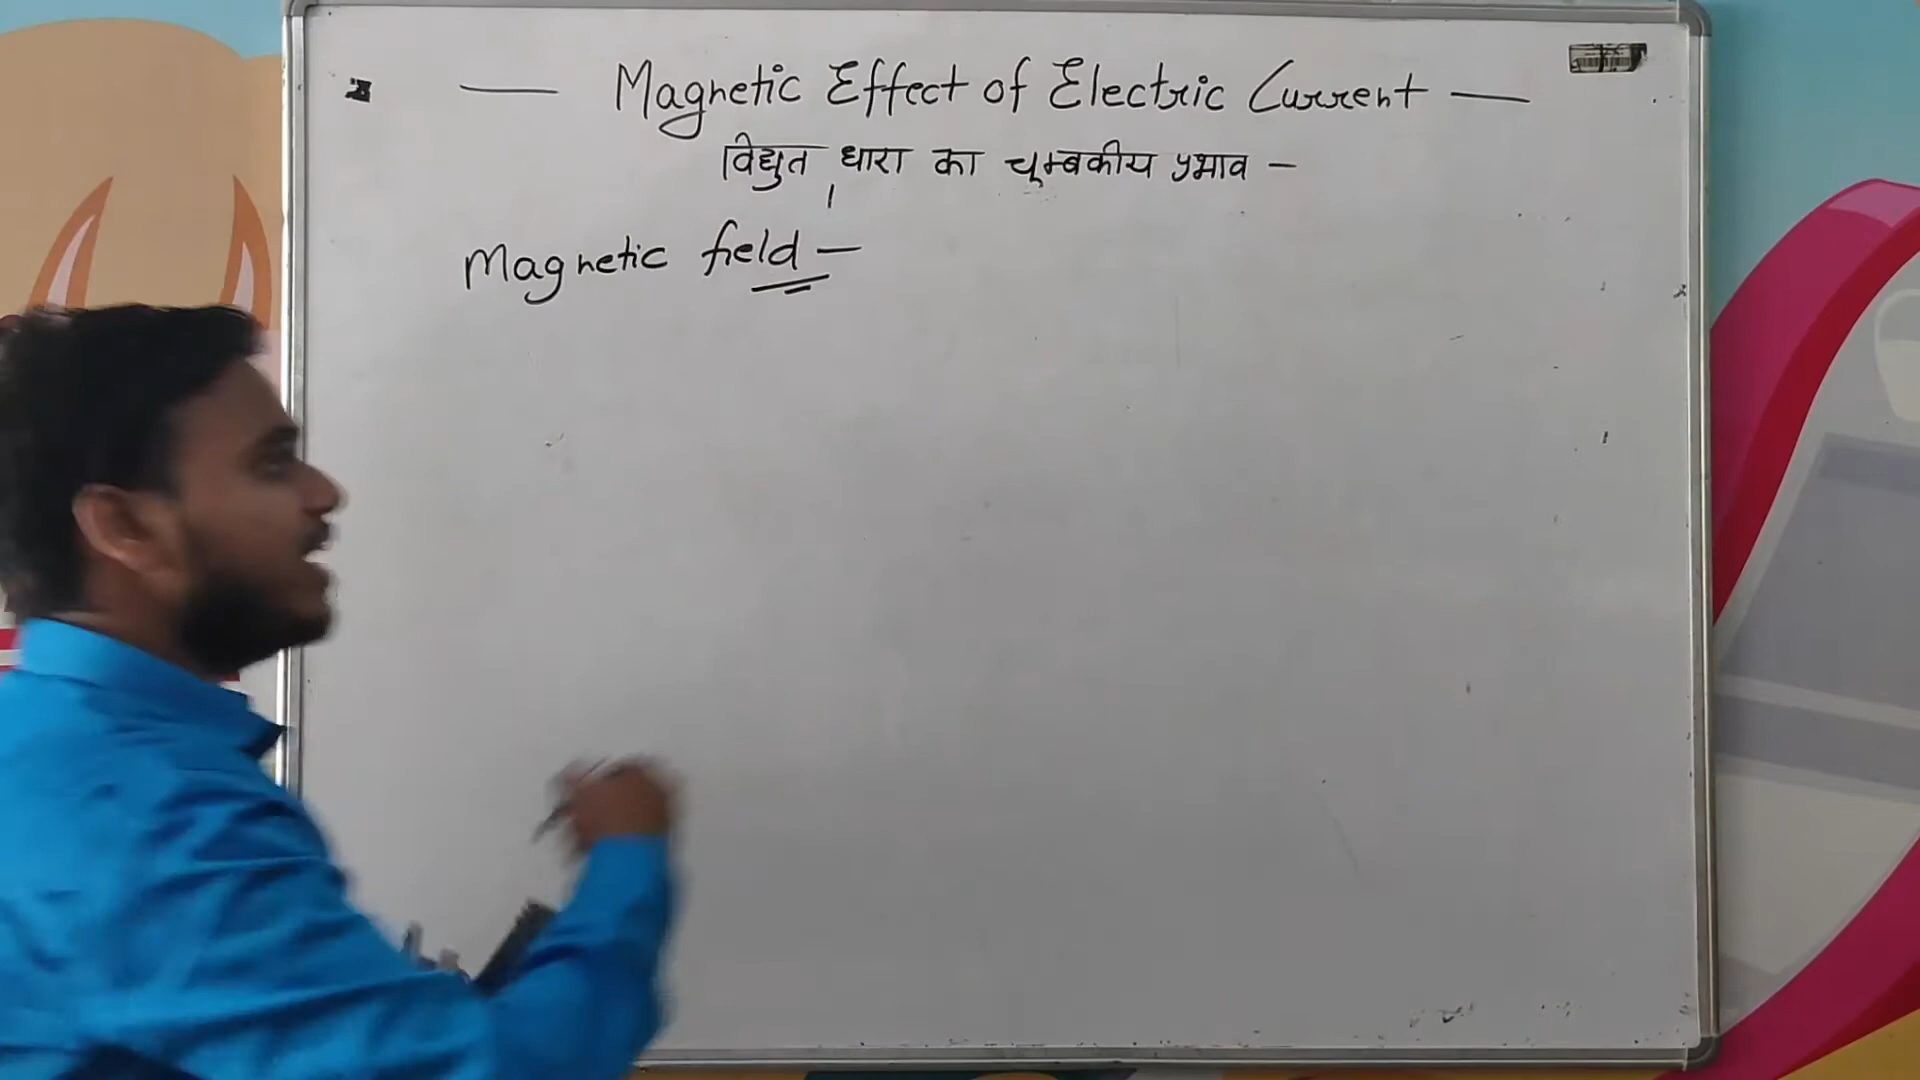 — Magnetic Effect of Electric Current —
विद्युत धारा का चूम्बकीय प्रभाव –
Magnetic field –